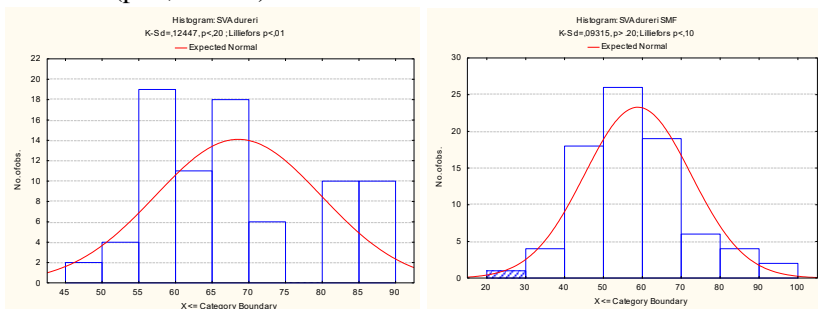 Histogram: SVA dureri
K-S d=,12447, p<,20 ; Lilliefors p<,01
Expected Normal
22
20
18
16
14
12
10
8
6
4
2
0
No. of obs.
45 50 55 60 65 70 75 80 85 90
X <= Category Boundary
Histogram: SVA dureri SMF
K-S d=,09315, p> .20; Lilliefors p<,10
Expected Normal
30
25
20
15
10
5
0
No. of obs.
20 30 40 50 60 70 80 90 100
X <= Category Boundary